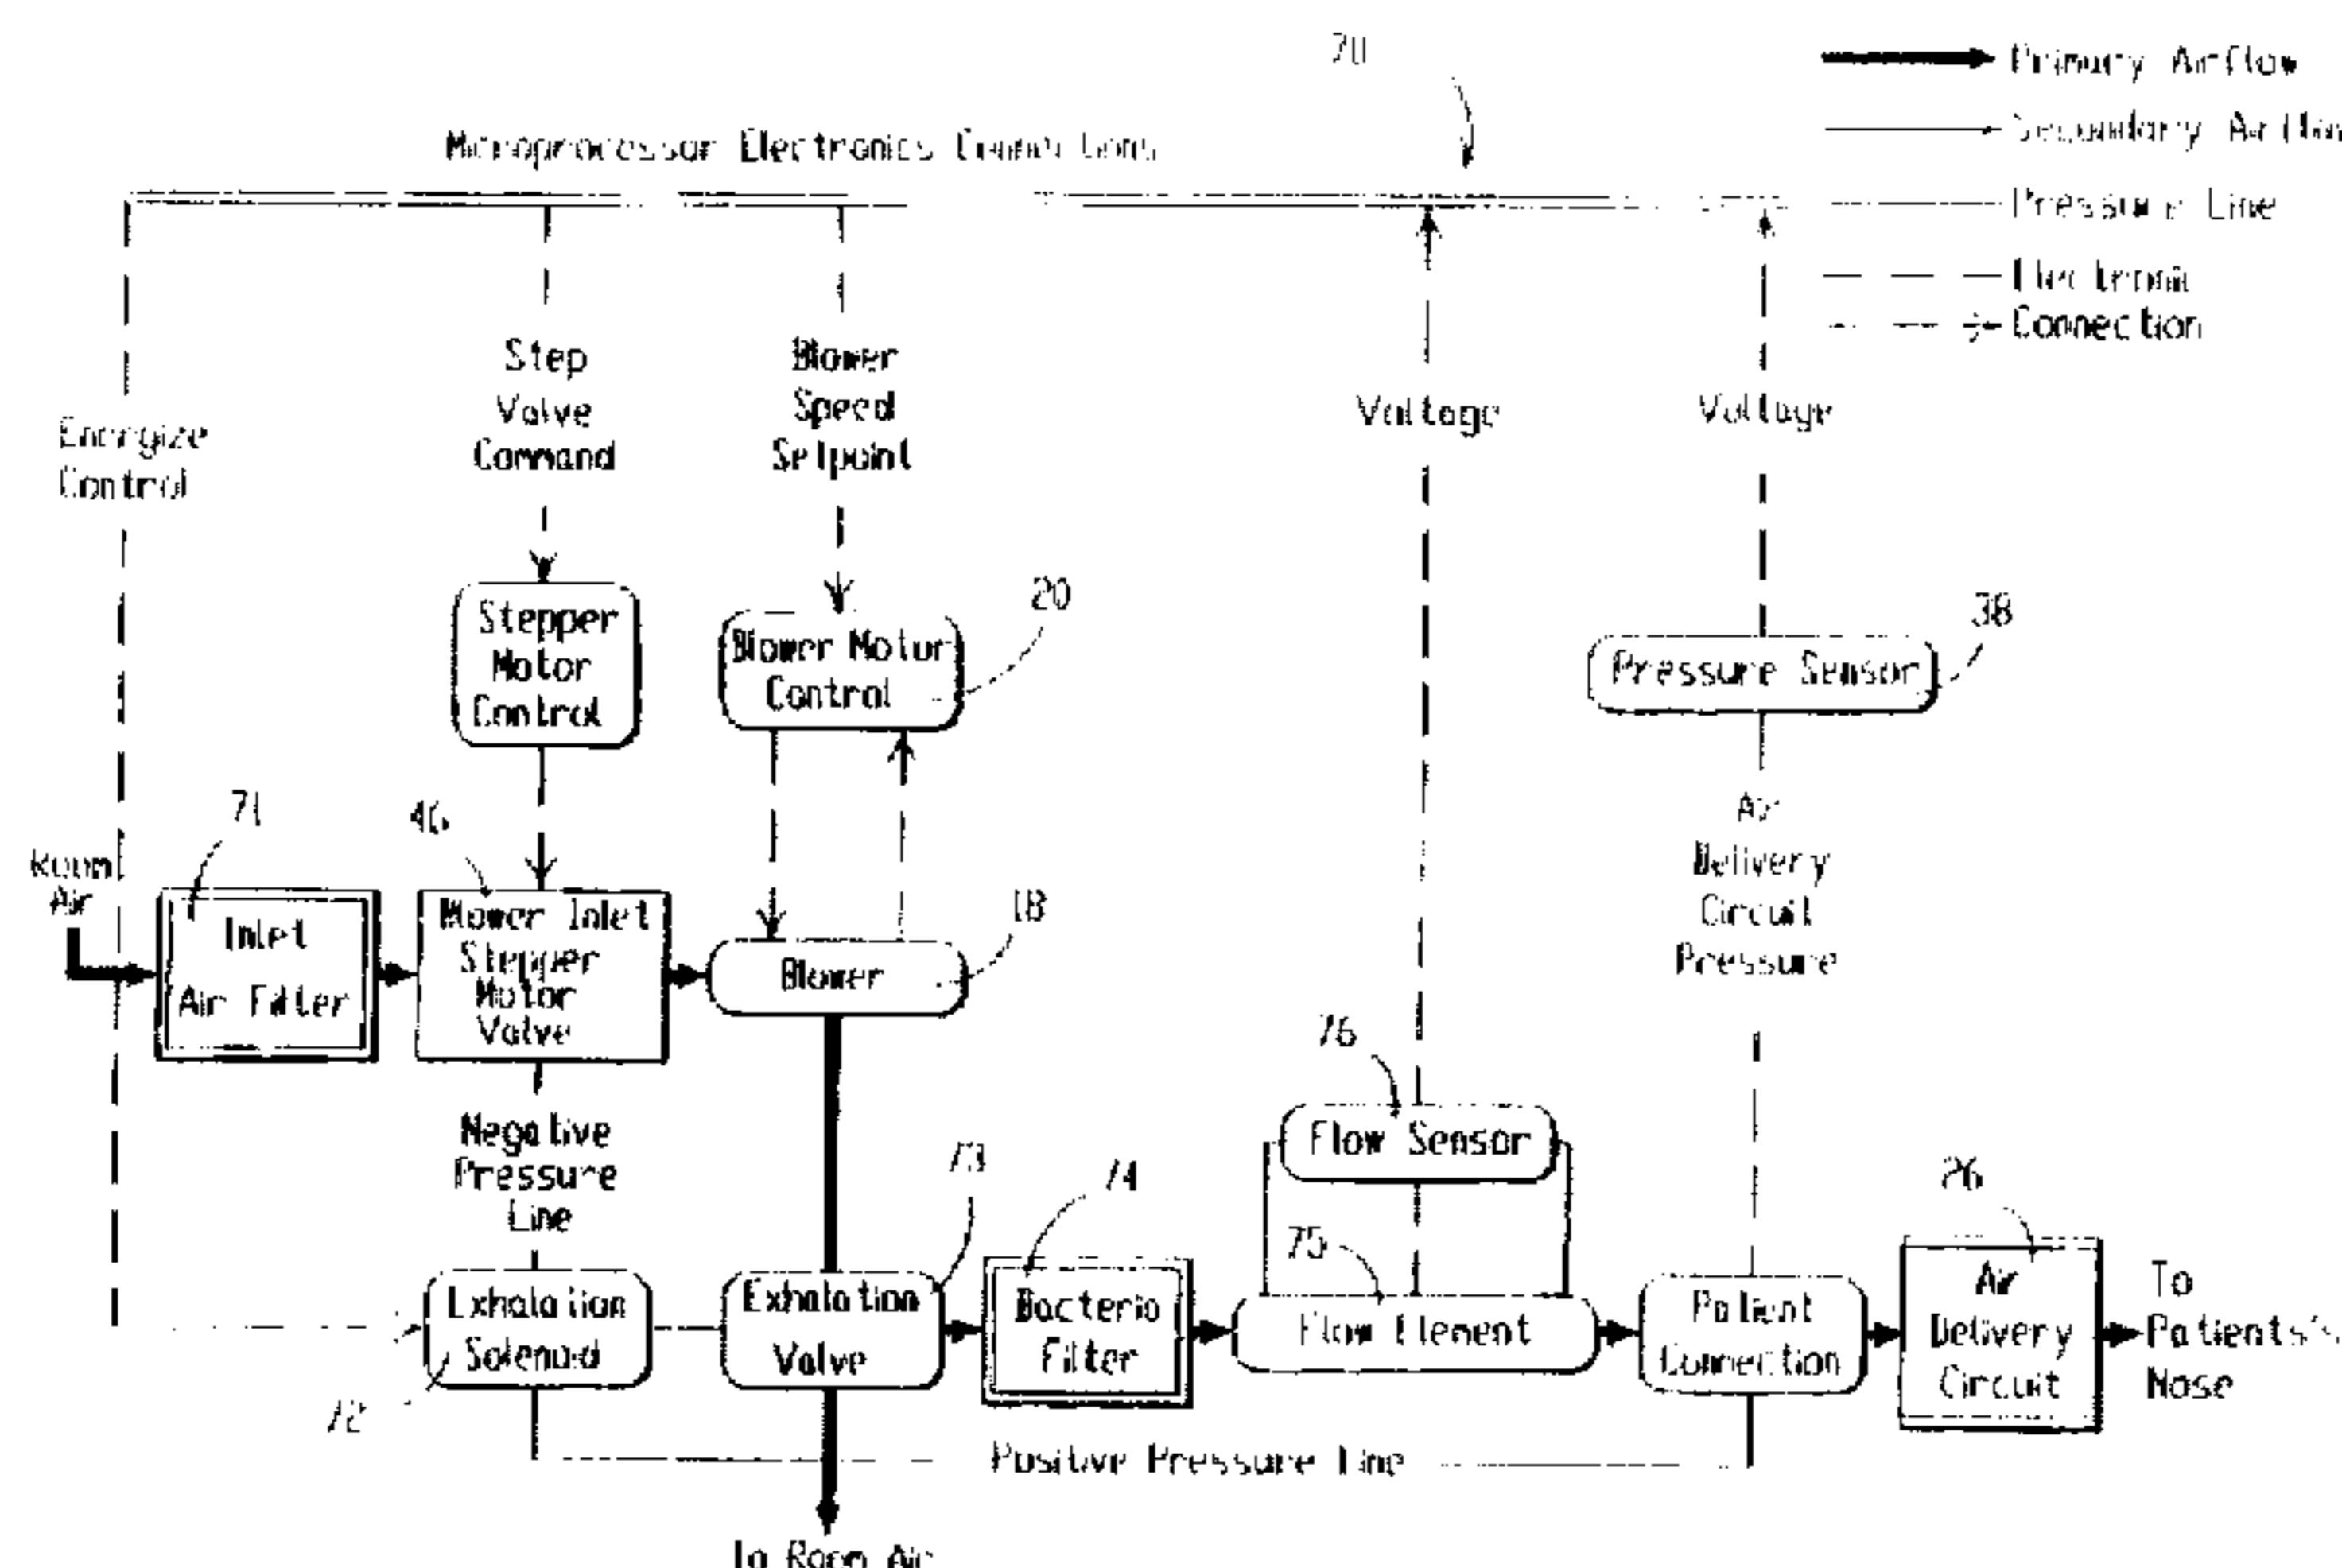 70
Primary Airflow
Secondary Airflow
Pressure Line
Electronic
Connection
Microprocessor Electronics Connections
Energize
Control
Step
Valve
Command
Blower
Speed
Setpoint
Voltage
Voltage
Stepper
Motor
Control
Blower Motor
Control
20
Pressure Sensor
38
Room
Air
71
Inlet
Air Filter
46
Blower Inlet
Stepper
Motor
Valve
Blower
18
Air
Delivery
Circuit
Pressure
Negative
Pressure
Line
76
Flow Sensor
72
Exhalation
Solenoid
73
Exhalation
Valve
74
Bacteria
Filter
75
Flow Element
Patient
Connection
26
Air
Delivery
Circuit
To
Patients's
Nose
Positive Pressure Line
To Room Air